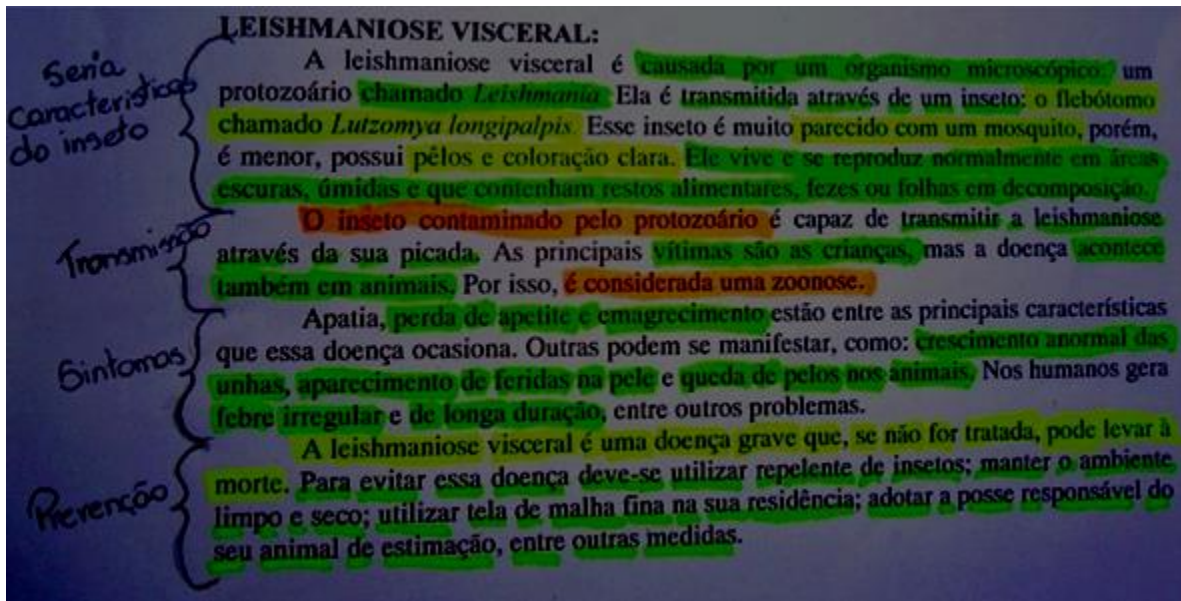 LEISHMANIOSE VISCERAL:
Seria
Caracteristicas
do inseto
A leishmaniose visceral é causada por um organismo microscópico: um
protozoário chamado Leishmania. Ela é transmitida através de um inseto: o flebótomo
chamado Lutzomya longipalpis. Esse inseto é muito parecido com um mosquito, porém,
é menor, possui pêlos e coloração clara. Ele vive e se reproduz normalmente em áreas
escuras, úmidas e que contenham restos alimentares, fezes ou folhas em decomposição.
Transmissão
O inseto contaminado pelo protozoário é capaz de transmitir a leishmaniose
através da sua picada. As principais vítimas são as crianças, mas a doença acontece
também em animais. Por isso, é considerada uma zoonose.
Sintomas
Apatia, perda de apetite e emagrecimento estão entre as principais características
que essa doença ocasiona. Outras podem se manifestar, como: crescimento anormal das
unhas, aparecimento de feridas na pele e queda de pelos nos animais. Nos humanos gera
febre irregular e de longa duração, entre outros problemas.
Prevenção
A leishmaniose visceral é uma doença grave que, se não for tratada, pode levar à
morte. Para evitar essa doença deve-se utilizar repelente de insetos; manter o ambiente
limpo e seco; utilizar tela de malha fina na sua residência; adotar a posse responsável do
seu animal de estimação, entre outras medidas.